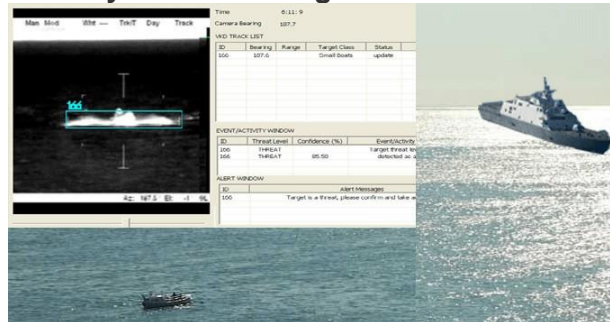 Man Mod Wht — Trk/T Day Track
166
Az: 167.5 El: -1
Time 6:11: 9
Camera Bearing 107.7
TRACK LIST
ID Bearing Range Target Class Status
166 107.6 Small Boats update
EVENT/ACTIVITY WINDOW
ID Threat Level Confidence (%) Event/Activity
166 THREAT Target threat le
166 THREAT 85.50 detected as a
ALERT WINDOW
ID Alert Messages
166 Target is a threat, please confirm and take a